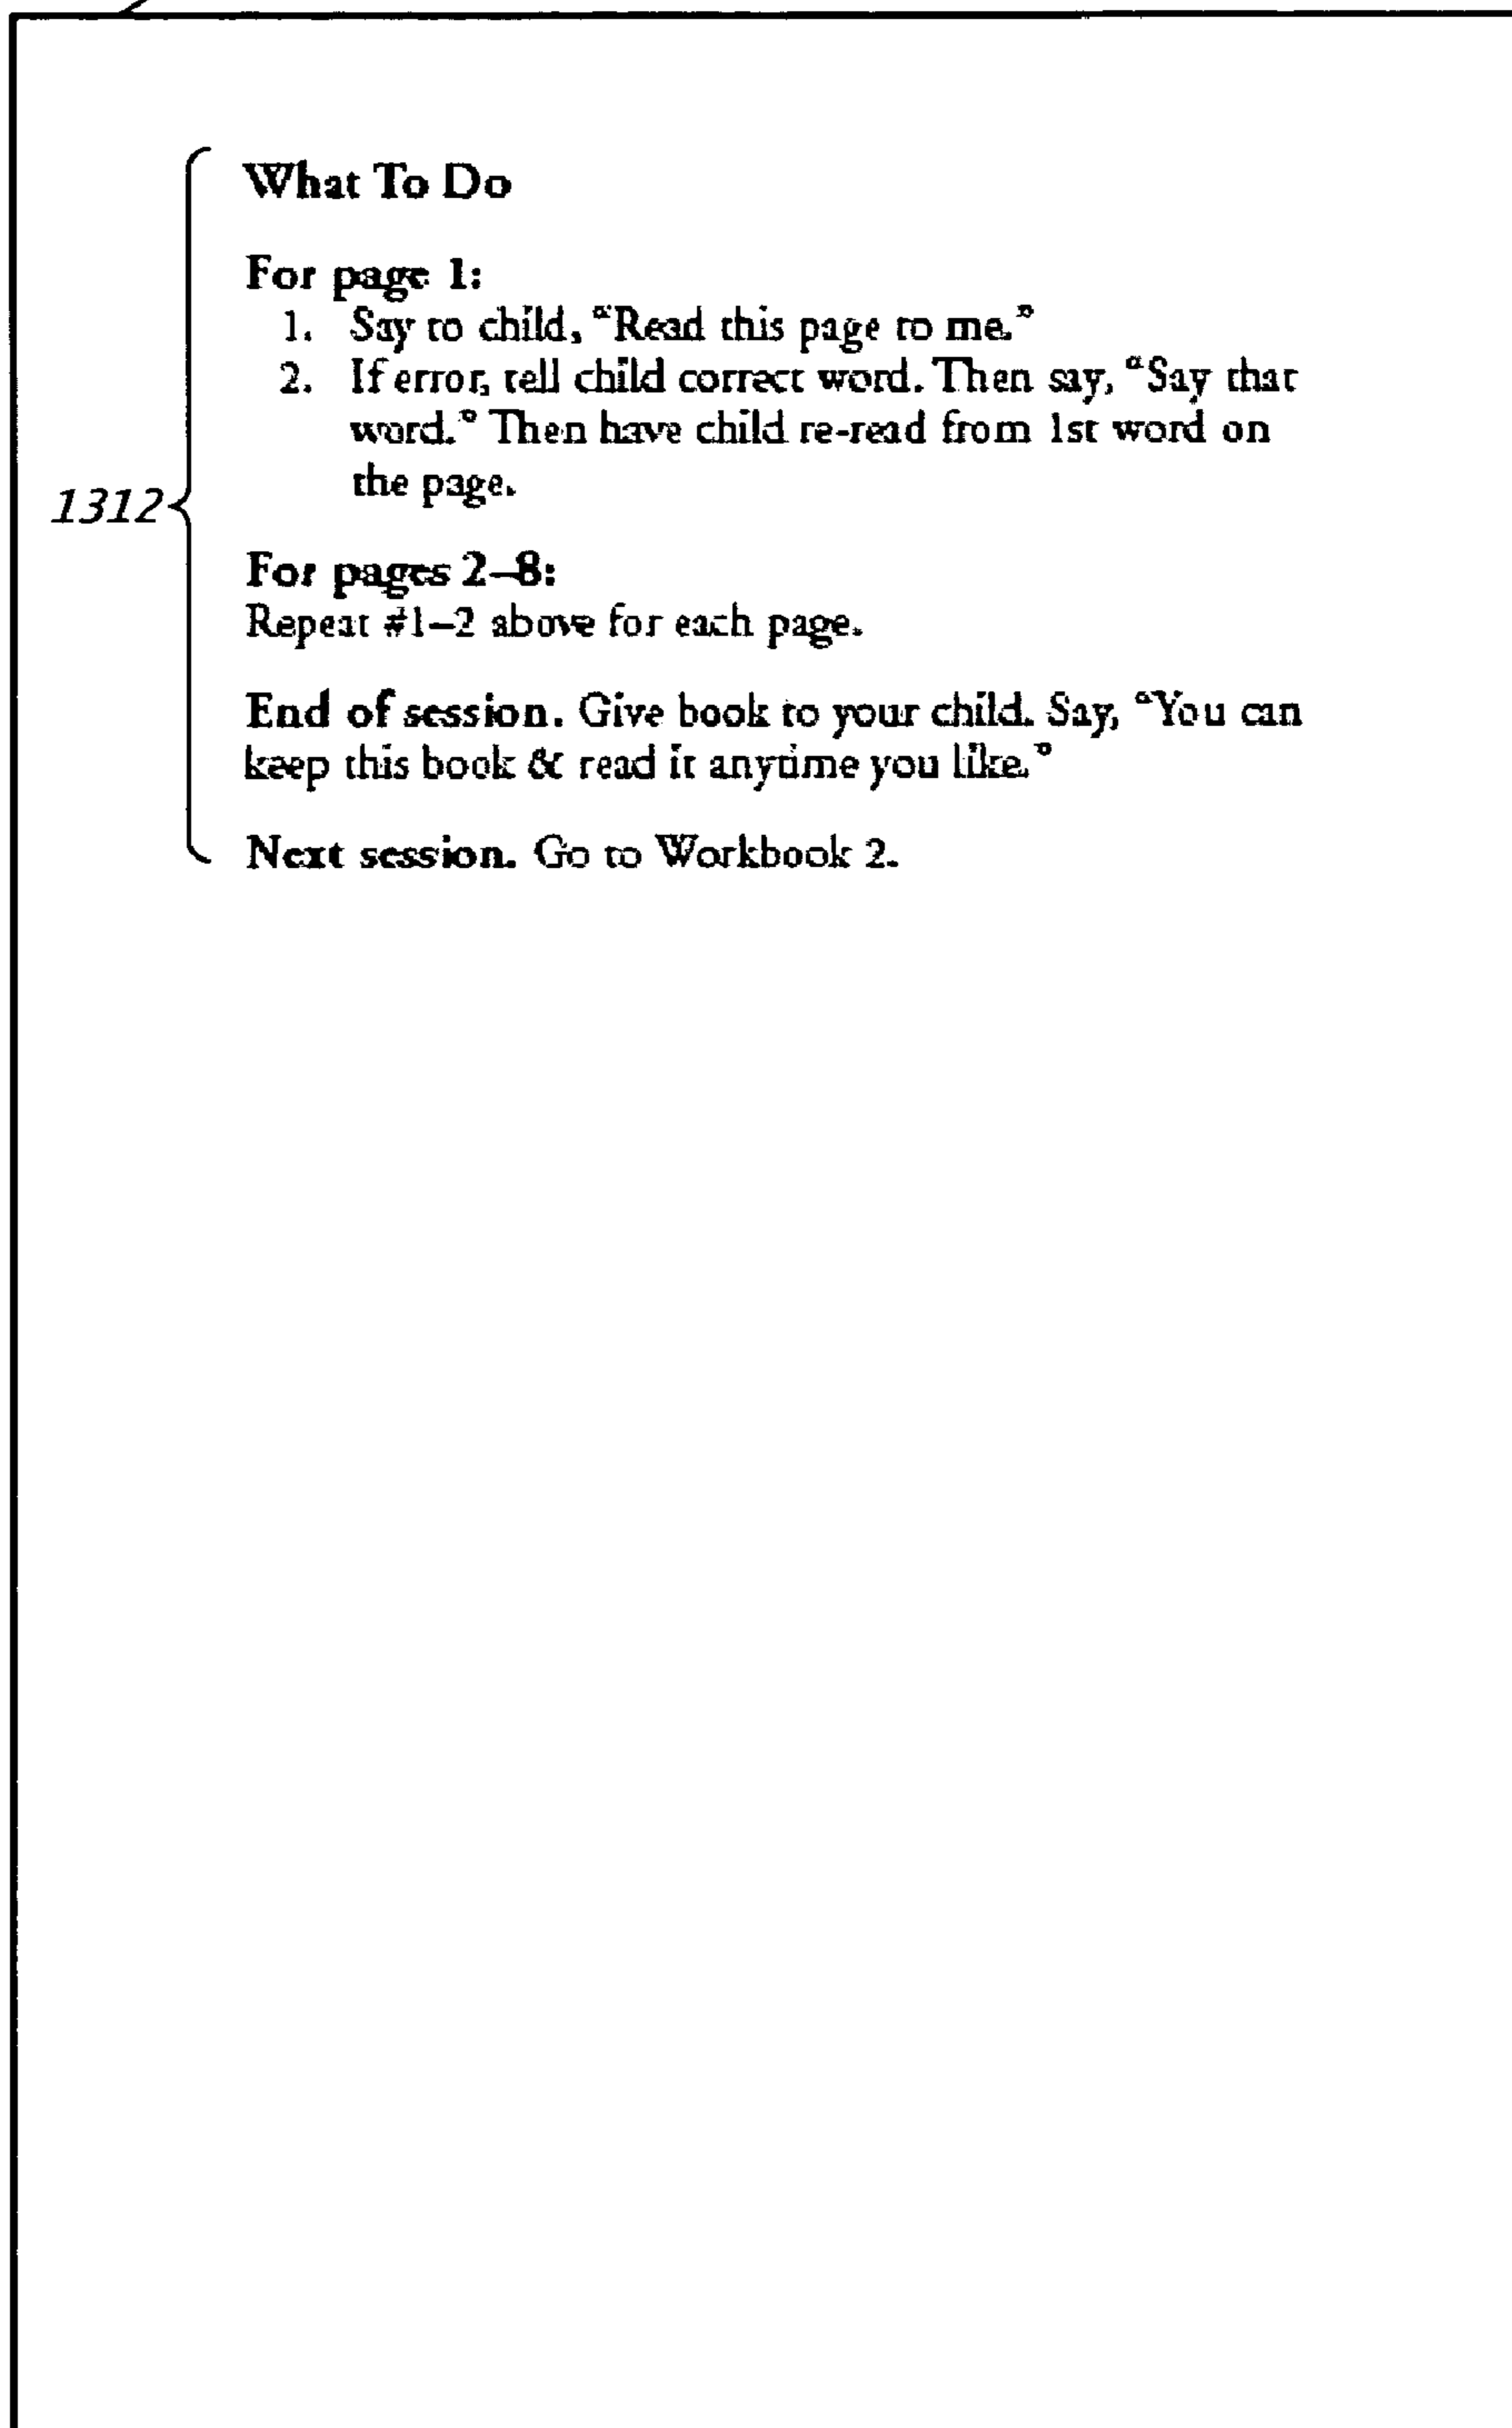 What To Do
For page 1:
1. Say to child, “Read this page to me.”
2. If error, tell child correct word. Then say, “Say that
word.” Then have child re-read from 1st word on
the page.
1312
For pages 2–8:
Repeat #1–2 above for each page.
End of session. Give book to your child. Say, “You can
keep this book & read it anytime you like.”
Next session. Go to Workbook 2.